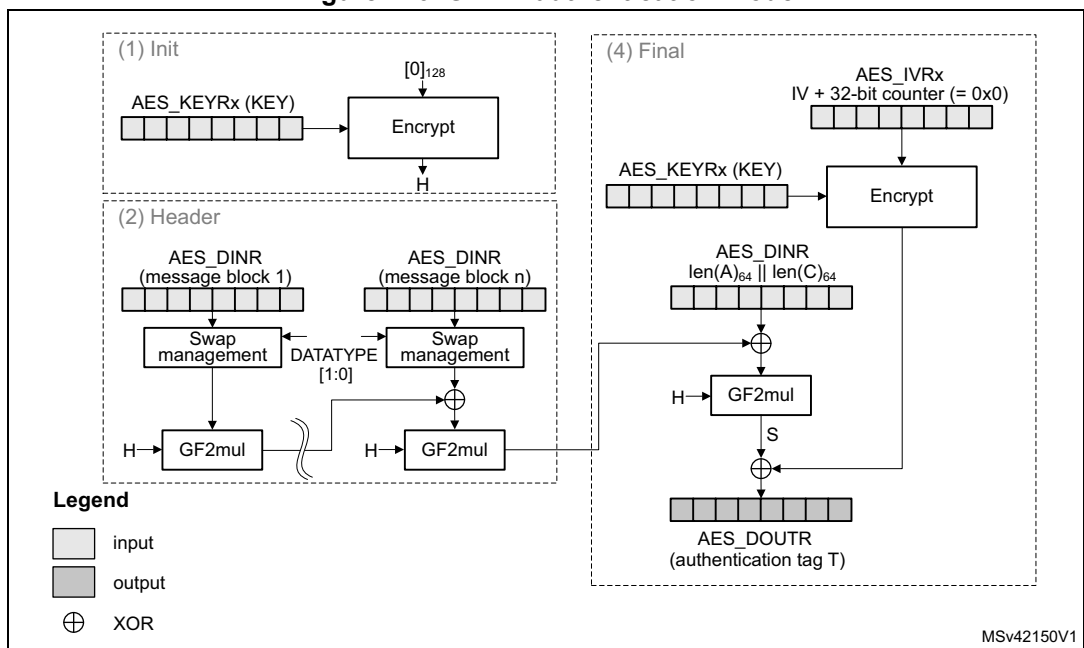 (1) Init
[0]128
AES_KEYRx (KEY)
Encrypt
H
(2) Header
AES_DINR
(message block 1)
AES_DINR
(message block n)
Swap
management
DATATYPE
[1:0]
Swap
management
H
GF2mul
H
GF2mul
(4) Final
AES_IVRx
IV + 32-bit counter (= 0x0)
AES_KEYRx (KEY)
Encrypt
AES_DINR
len(A)64 || len(C)64
H
GF2mul
S
AES_DOUTR
(authentication tag T)
Legend
input
output
XOR
MSv42150V1